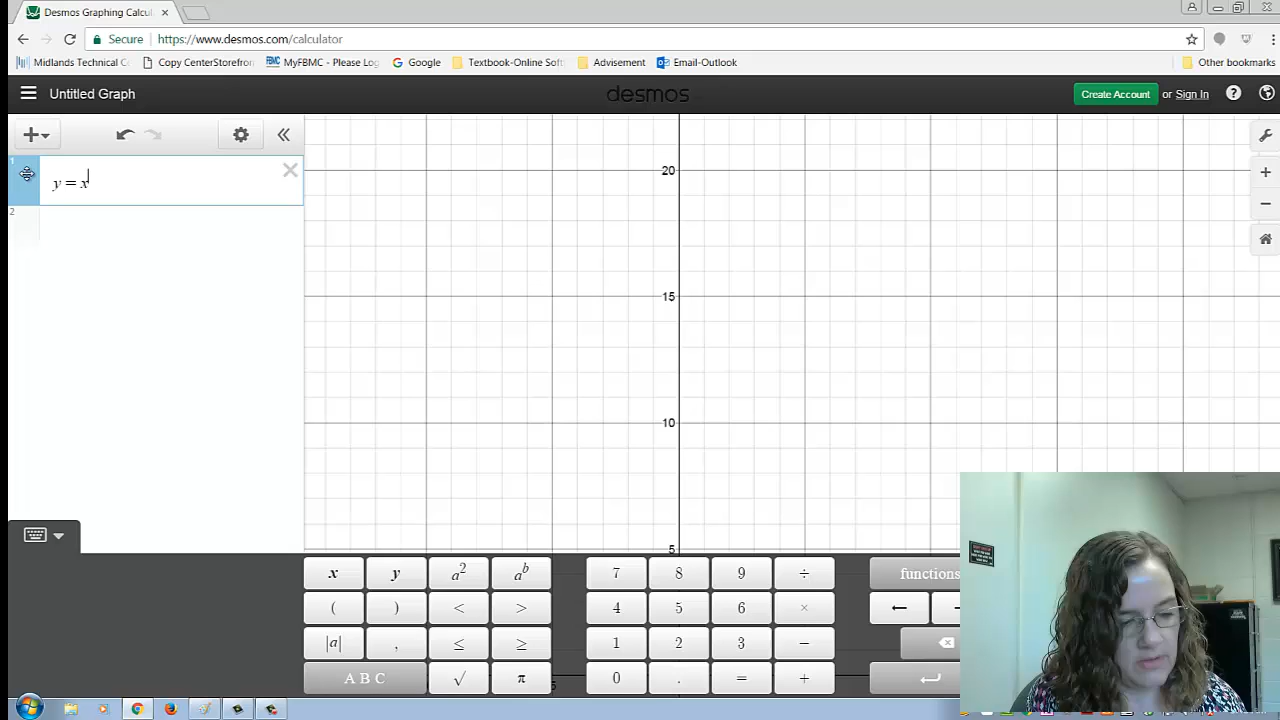 Desmos Graphing Calcul
Secure https://www.desmos.com/calculator
Midlands Technical C Copy CenterStorefron MyFBMC - Please Log Google Textbook-Online Soft Advisement Email-Outlook Other bookmarks
Untitled Graph desmos Create Account or Sign In ?
1
y = x
2
20
15
10
5
x y a² aᵇ 7 8 9 ÷ functions
( ) < > 4 5 6 × ←
|a| , ≤ ≥ 1 2 3 −
A B C √ π 0 . = +